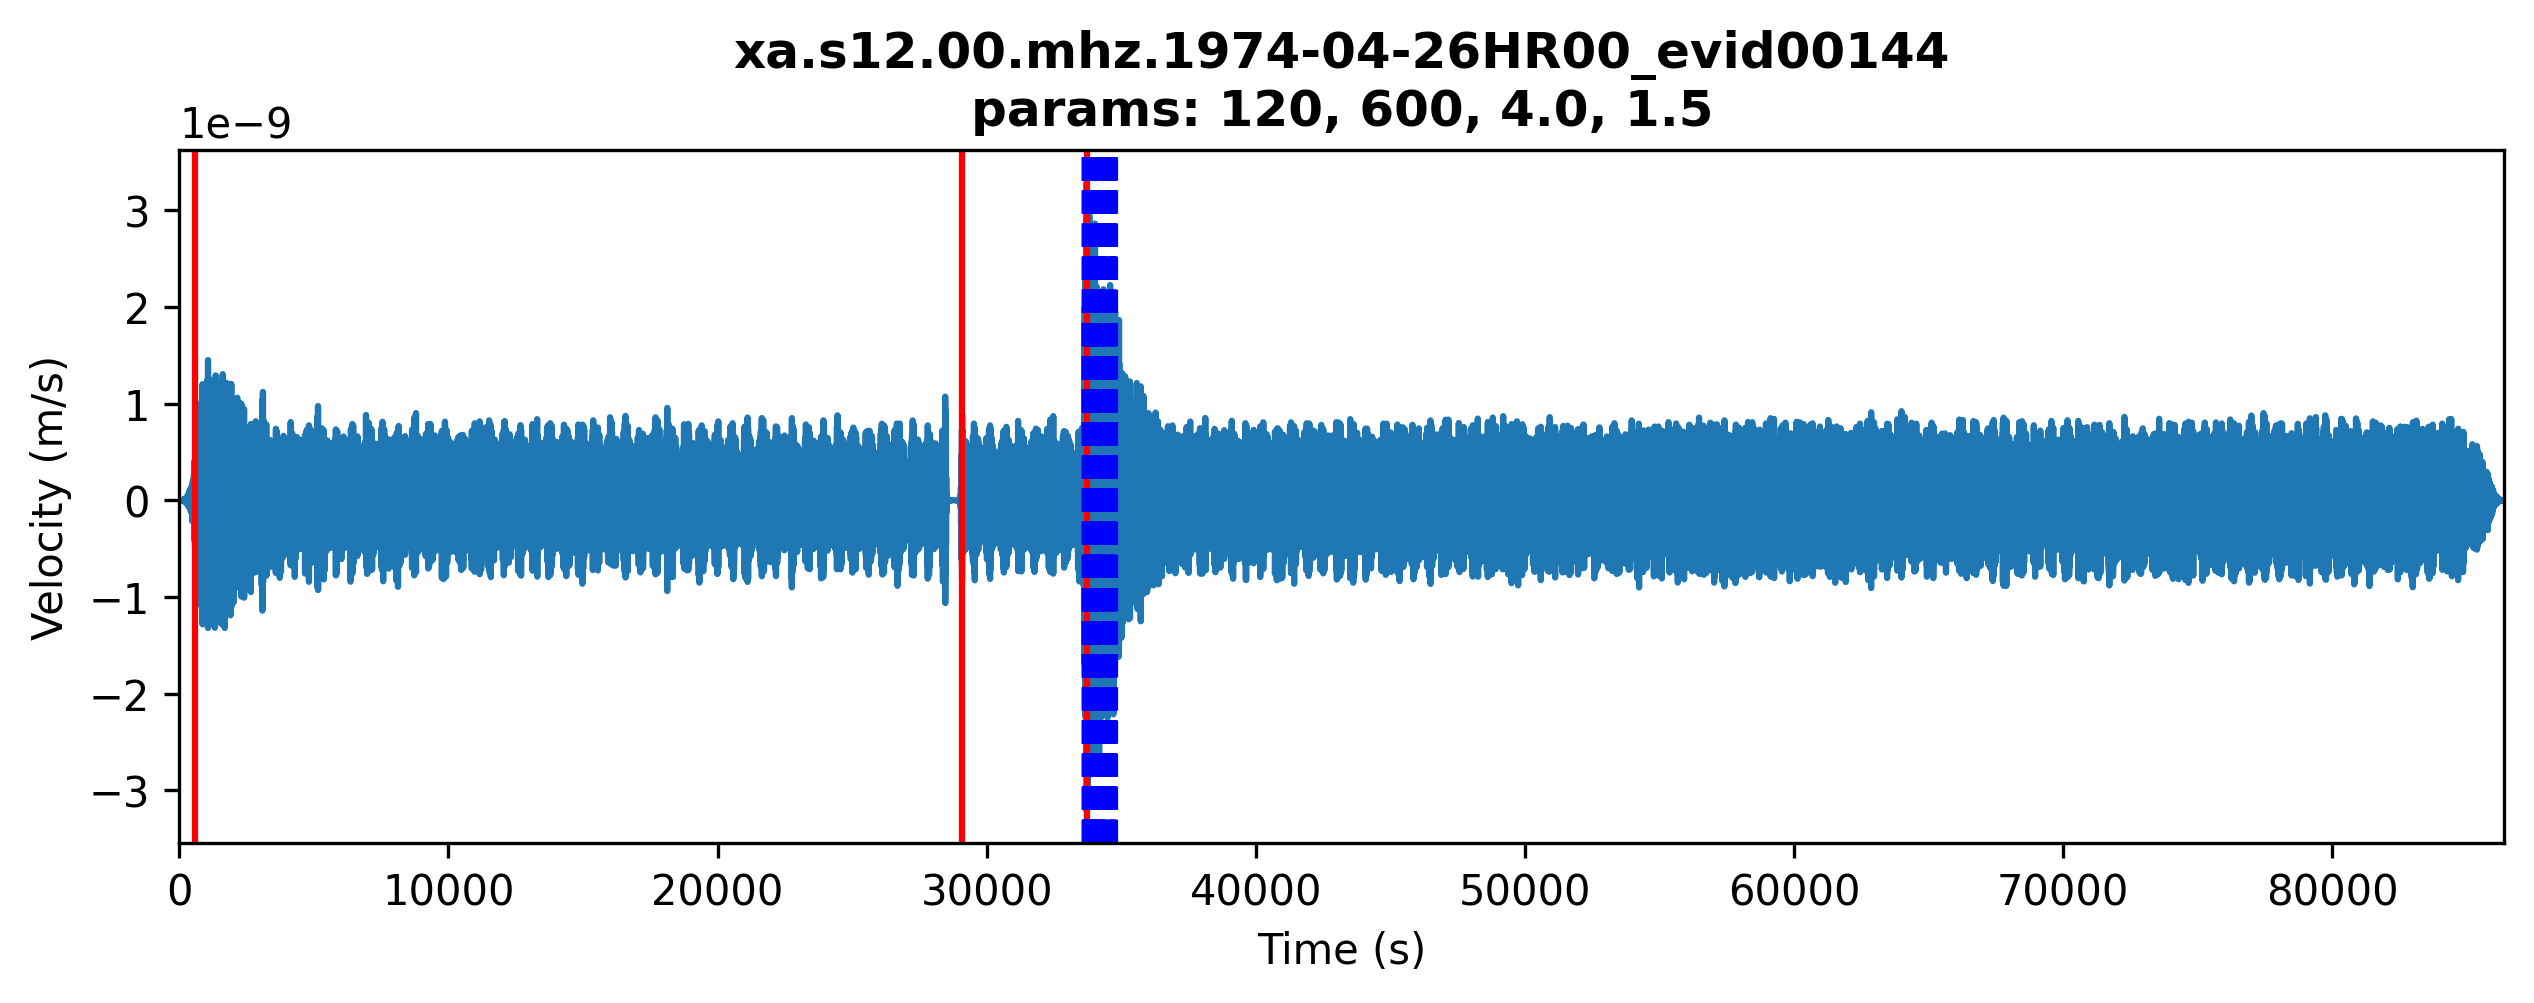 xa.s12.00.mhz.1974-04-26HR00_evid00144
params: 120, 600, 4.0, 1.5
1e−9
3
2
1
0
−1
−2
−3
Velocity (m/s)
0 10000 20000 30000 40000 50000 60000 70000 80000
Time (s)